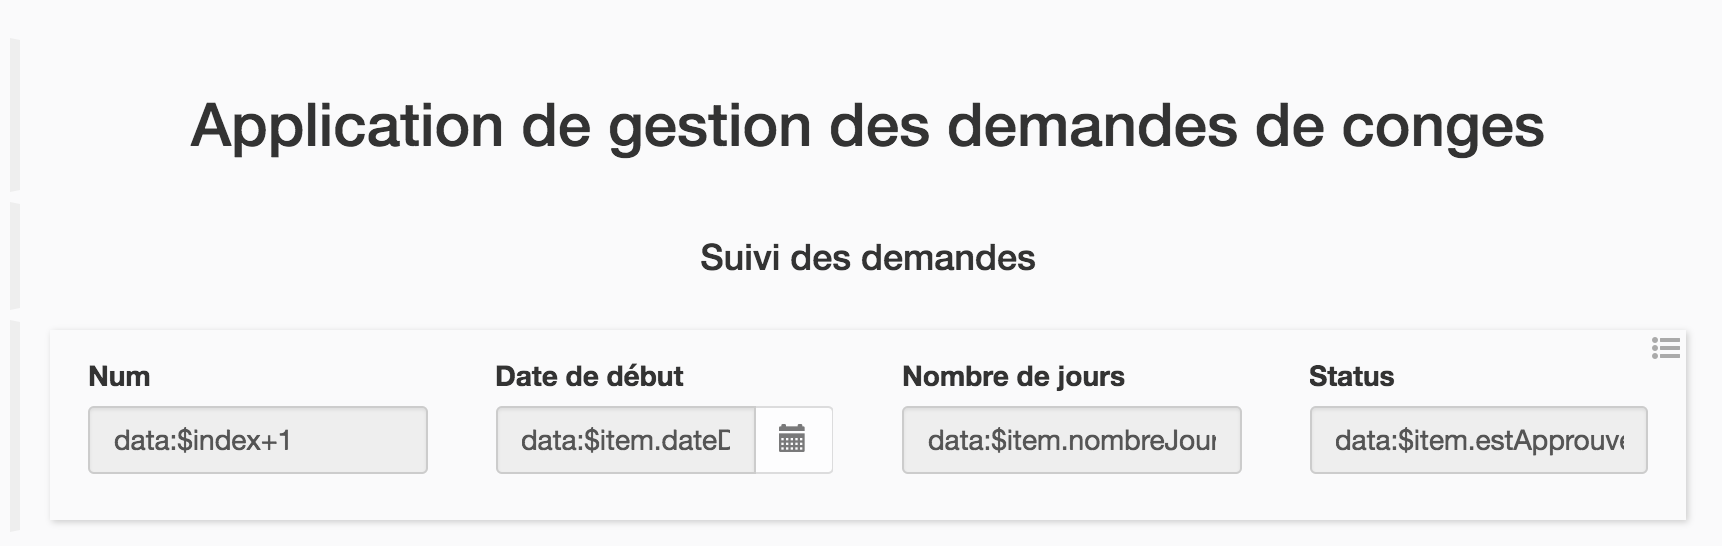 Application de gestion des demandes de conges
Suivi des demandes
Num Date de début Nombre de jours Status
data:$index+1 data:$item.dateD data:$item.nombreJour data:$item.estApprouvé